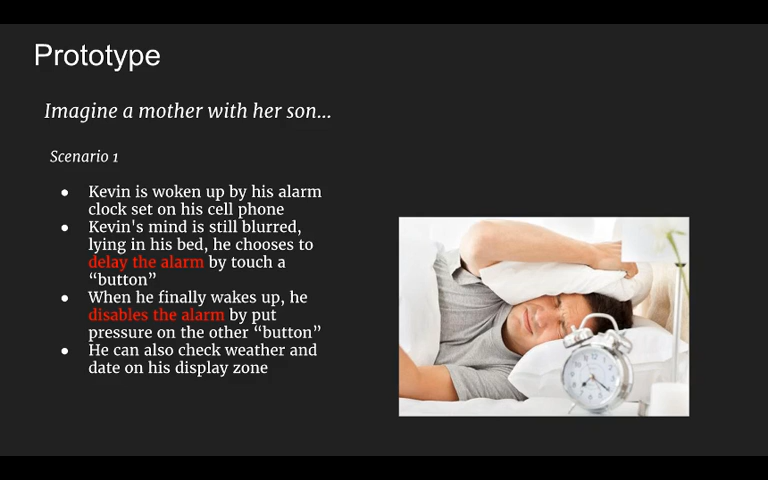 Prototype
Imagine a mother with her son...
Scenario 1
● Kevin is woken up by his alarm
clock set on his cell phone
● Kevin's mind is still blurred,
lying in his bed, he chooses to
delay the alarm by touch a
“button”
● When he finally wakes up, he
disables the alarm by put
pressure on the other “button”
● He can also check weather and
date on his display zone